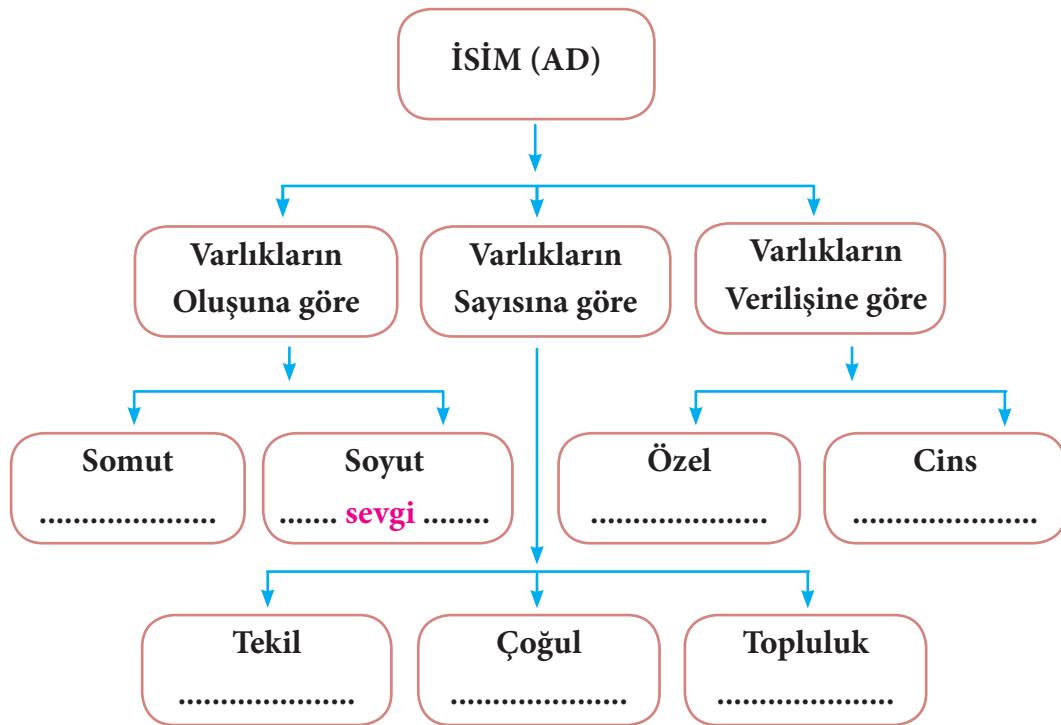 İSİM (AD)
Varlıkların
Oluşuna göre
Varlıkların
Sayısına göre
Varlıkların
Verilişine göre
Somut
.....................
Soyut
....... sevgi ........
Özel
.....................
Cins
......................
Tekil
.....................
Çoğul
.....................
Topluluk
.....................